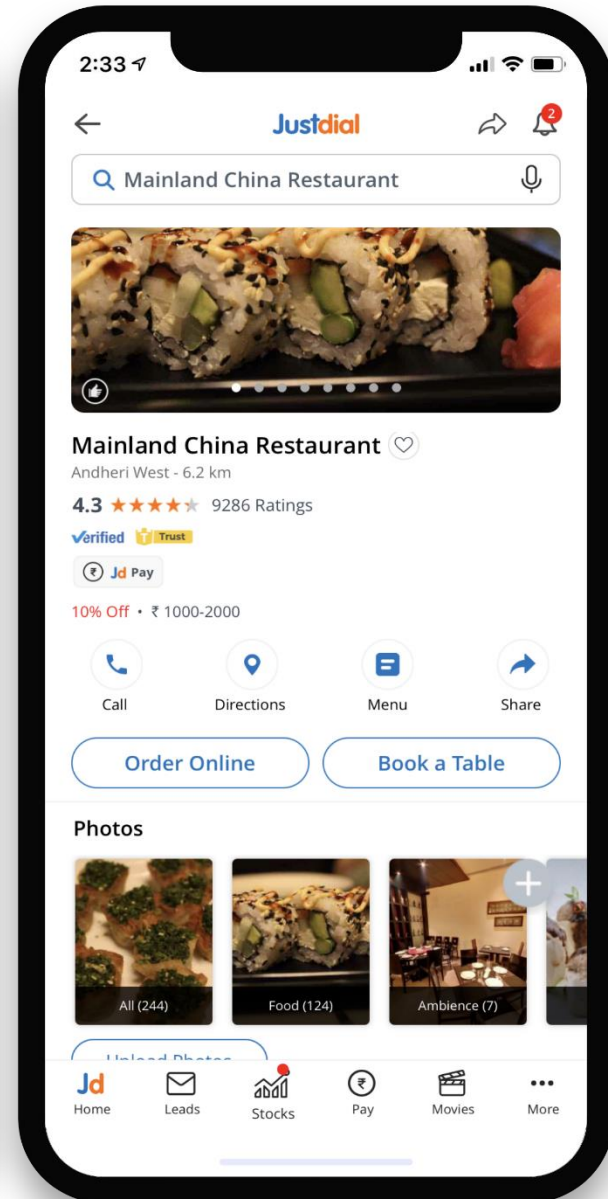 2:33
Justdial
2
Mainland China Restaurant
Mainland China Restaurant
Andheri West - 6.2 km
4.3 9286 Ratings
Verified T Trust
₹ Jd Pay
10% Off • ₹ 1000-2000
Call Directions Menu Share
Order Online Book a Table
Photos
All (244) Food (124) Ambience (7)
Upload Photos
Jd ₹
Home Leads Stocks Pay Movies More